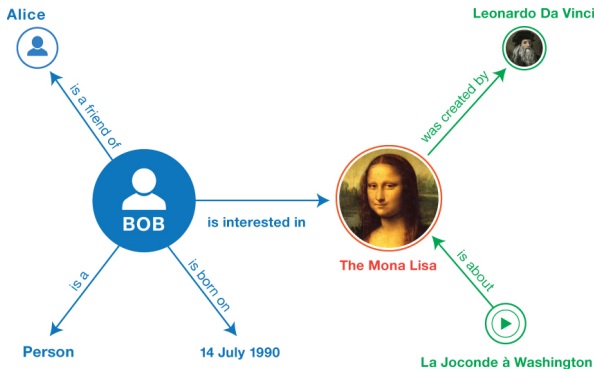 Alice
Leonardo Da Vinci
is a friend of
was created by
BOB
is interested in
The Mona Lisa
is a
is born on
is about
Person
14 July 1990
La Joconde à Washington